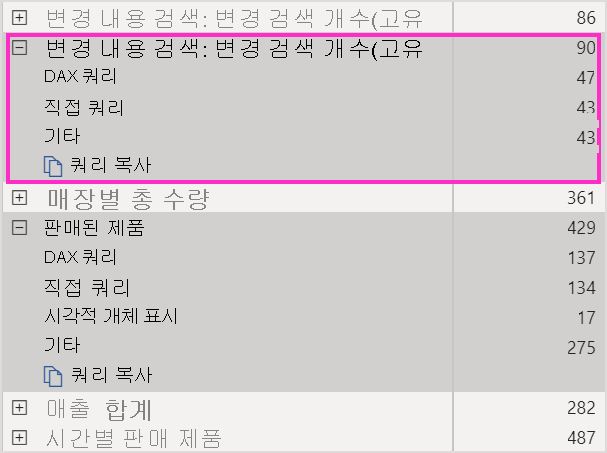 변경 내용 검색: 변경 검색 개수(고유 86
변경 내용 검색: 변경 검색 개수(고유 90
DAX 쿼리 47
직접 쿼리 43
기타 43
쿼리 복사
매장별 총 수량 361
판매된 제품 429
DAX 쿼리 137
직접 쿼리 134
시각적 개체 표시 17
기타 275
쿼리 복사
매출 합계 282
시간별 판매 제품 487